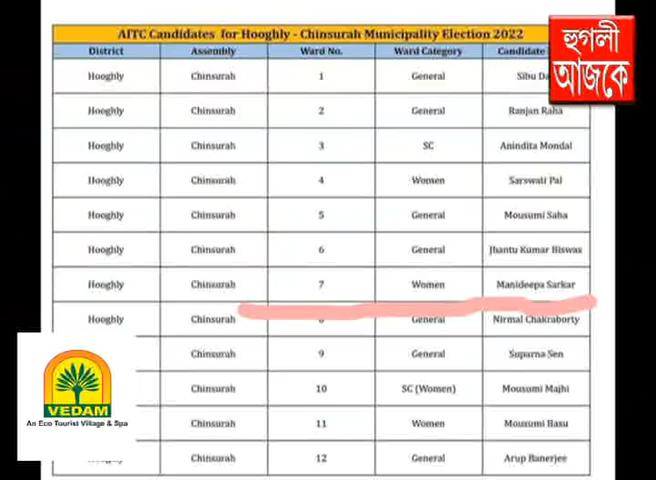 AITC Candidates for Hooghly - Chinsurah Municipality Election 2022
District Assembly Ward No. Ward Category Candidate
হুগলী
আজকে
Hooghly Chinsurah 1 General Sibu
Hooghly Chinsurah 2 General Ranjan Raha
Hooghly Chinsurah 3 SC Anindita Mondal
Hooghly Chinsurah 4 Women Sarswati Pal
Hooghly Chinsurah 5 General Mousumi Saha
Hooghly Chinsurah 6 General Jhantu Kumar Biswas
Hooghly Chinsurah 7 Women Manideepa Sarkar
Hooghly Chinsurah 8 General Nirmal Chakraborty
Chinsurah 9 General Suparna Sen
Chinsurah 10 SC (Women) Mousumi Majhi
Chinsurah 11 Women Mousumi Basu
Chinsurah 12 General Arup Banerjee
VEDAM
An Eco Tourist Village & Spa